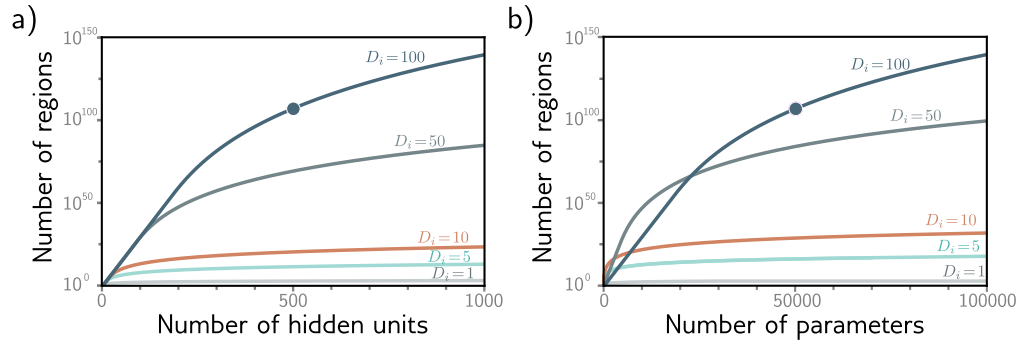 a)
Number of regions
10^150
10^100
10^50
10^0
D_i=100
D_i=50
D_i=10
D_i=5
D_i=1
0
500
1000
Number of hidden units
b)
Number of regions
10^150
10^100
10^50
10^0
D_i=100
D_i=50
D_i=10
D_i=5
D_i=1
0
50000
100000
Number of parameters